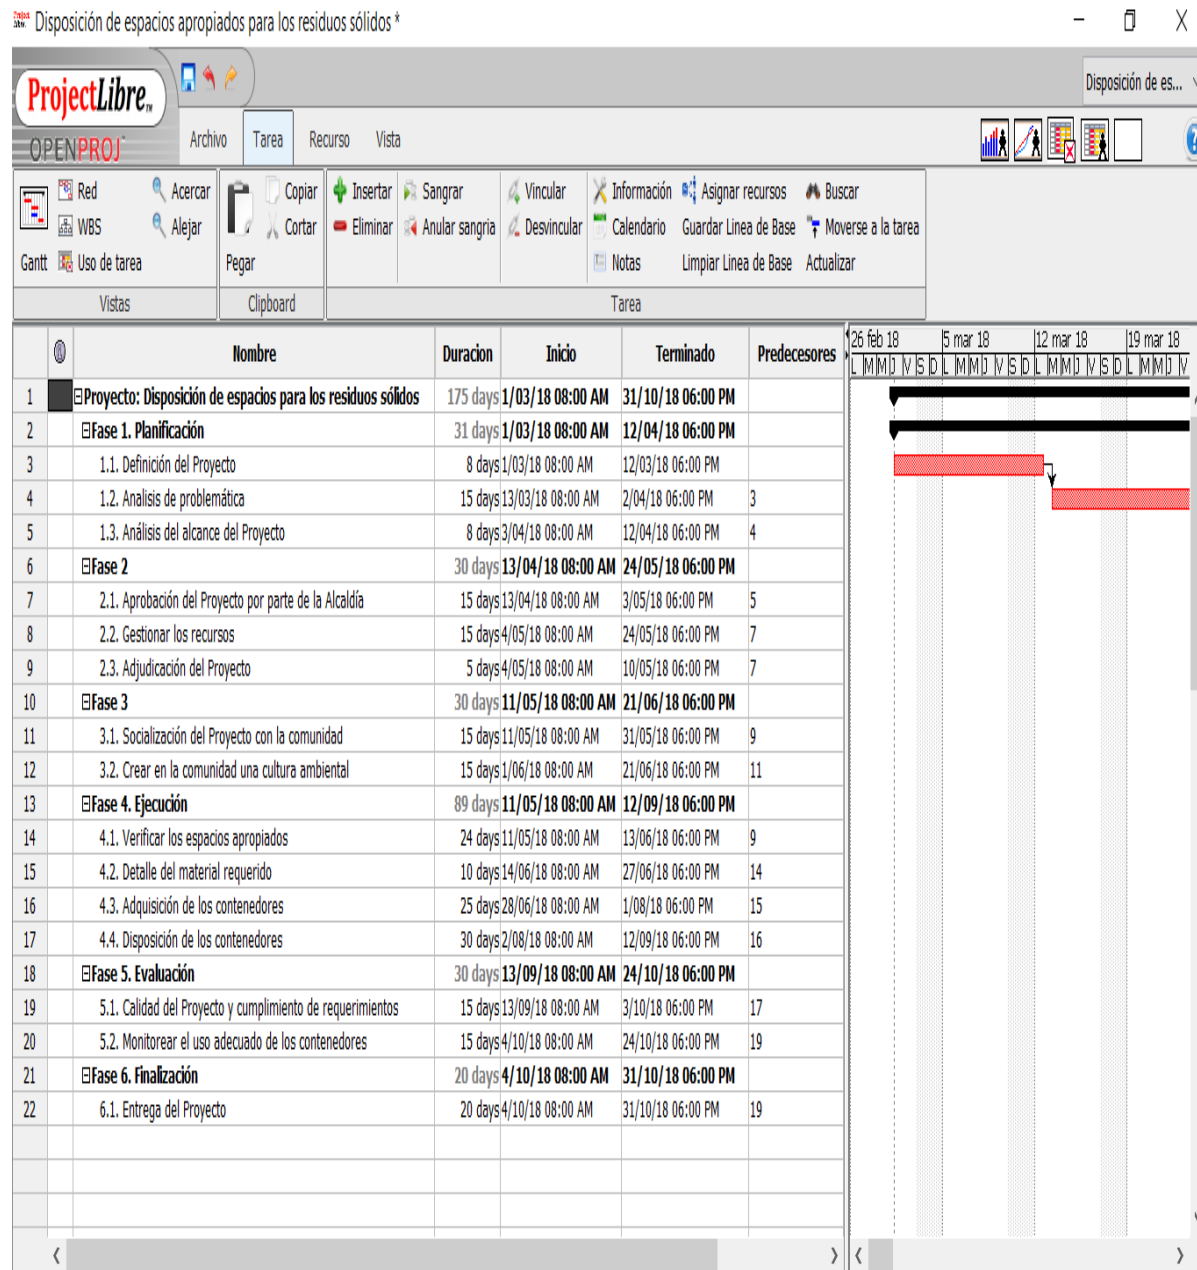 Disposición de espacios apropiados para los residuos sólidos *
ProjectLibre™
OPENPROJ
Disposición de es...
Archivo Tarea Recurso Vista
Red Acercar Copiar Insertar Sangrar Vincular Información Asignar recursos Buscar
WBS Alejar Cortar Eliminar Anular sangria Desvincular Calendario Guardar Linea de Base Moverse a la tarea
Gantt Uso de tarea Pegar Notas Limpiar Linea de Base Actualizar
Vistas Clipboard Tarea
Nombre Duracion Inicio Terminado Predecesores
26 feb 18 5 mar 18 12 mar 18 19 mar 18
L M M J V S D L M M J V S D L M M J V S D L M M J V
1 Proyecto: Disposición de espacios para los residuos sólidos 175 days 1/03/18 08:00 AM 31/10/18 06:00 PM
2 Fase 1. Planificación 31 days 1/03/18 08:00 AM 12/04/18 06:00 PM
3 1.1. Definición del Proyecto 8 days 1/03/18 08:00 AM 12/03/18 06:00 PM
4 1.2. Analisis de problemática 15 days 13/03/18 08:00 AM 2/04/18 06:00 PM 3
5 1.3. Análisis del alcance del Proyecto 8 days 3/04/18 08:00 AM 12/04/18 06:00 PM 4
6 Fase 2 30 days 13/04/18 08:00 AM 24/05/18 06:00 PM
7 2.1. Aprobación del Proyecto por parte de la Alcaldía 15 days 13/04/18 08:00 AM 3/05/18 06:00 PM 5
8 2.2. Gestionar los recursos 15 days 4/05/18 08:00 AM 24/05/18 06:00 PM 7
9 2.3. Adjudicación del Proyecto 5 days 4/05/18 08:00 AM 10/05/18 06:00 PM 7
10 Fase 3 30 days 11/05/18 08:00 AM 21/06/18 06:00 PM
11 3.1. Socialización del Proyecto con la comunidad 15 days 11/05/18 08:00 AM 31/05/18 06:00 PM 9
12 3.2. Crear en la comunidad una cultura ambiental 15 days 1/06/18 08:00 AM 21/06/18 06:00 PM 11
13 Fase 4. Ejecución 89 days 11/05/18 08:00 AM 12/09/18 06:00 PM
14 4.1. Verificar los espacios apropiados 24 days 11/05/18 08:00 AM 13/06/18 06:00 PM 9
15 4.2. Detalle del material requerido 10 days 14/06/18 08:00 AM 27/06/18 06:00 PM 14
16 4.3. Adquisición de los contenedores 25 days 28/06/18 08:00 AM 1/08/18 06:00 PM 15
17 4.4. Disposición de los contenedores 30 days 2/08/18 08:00 AM 12/09/18 06:00 PM 16
18 Fase 5. Evaluación 30 days 13/09/18 08:00 AM 24/10/18 06:00 PM
19 5.1. Calidad del Proyecto y cumplimiento de requerimientos 15 days 13/09/18 08:00 AM 3/10/18 06:00 PM 17
20 5.2. Monitorear el uso adecuado de los contenedores 15 days 4/10/18 08:00 AM 24/10/18 06:00 PM 19
21 Fase 6. Finalización 20 days 4/10/18 08:00 AM 31/10/18 06:00 PM
22 6.1. Entrega del Proyecto 20 days 4/10/18 08:00 AM 31/10/18 06:00 PM 19